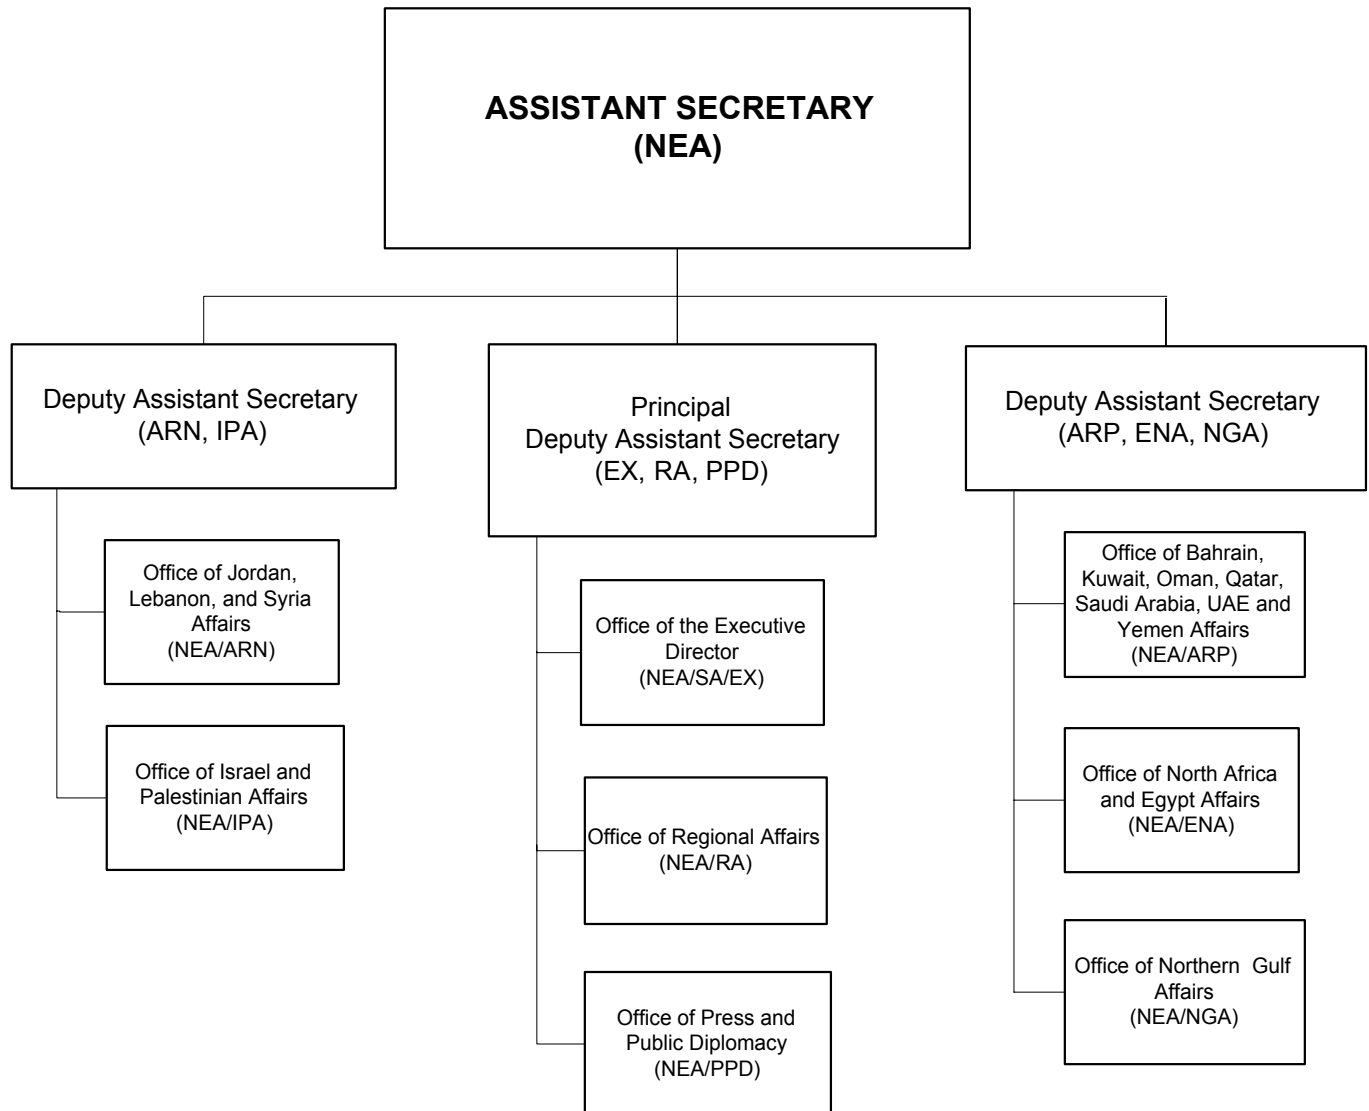 ASSISTANT SECRETARY
(NEA)
Deputy Assistant Secretary
(ARN, IPA)
Office of Jordan,
Lebanon, and Syria
Affairs
(NEA/ARN)
Office of Israel and
Palestinian Affairs
(NEA/IPA)
Principal
Deputy Assistant Secretary
(EX, RA, PPD)
Office of the Executive
Director
(NEA/SA/EX)
Office of Regional Affairs
(NEA/RA)
Office of Press and
Public Diplomacy
(NEA/PPD)
Deputy Assistant Secretary
(ARP, ENA, NGA)
Office of Bahrain,
Kuwait, Oman, Qatar,
Saudi Arabia, UAE and
Yemen Affairs
(NEA/ARP)
Office of North Africa
and Egypt Affairs
(NEA/ENA)
Office of Northern Gulf
Affairs
(NEA/NGA)